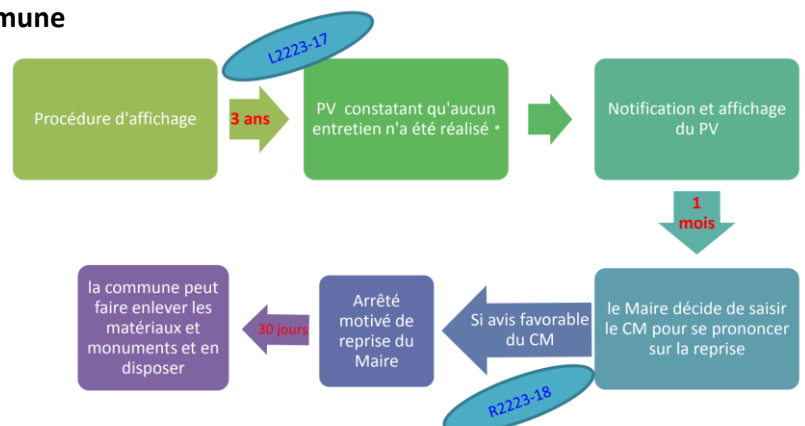 mune
L2223-17
Procédure d'affichage
3 ans
PV constatant qu'aucun
entretien n'a été réalisé *
Notification et affichage
du PV
1
mois
le Maire décide de saisir
le CM pour se prononcer
sur la reprise
Si avis favorable
du CM
R2223-18
Arrêté
motivé de
reprise du
Maire
30 jours
la commune peut
faire enlever les
matériaux et
monuments et en
disposer